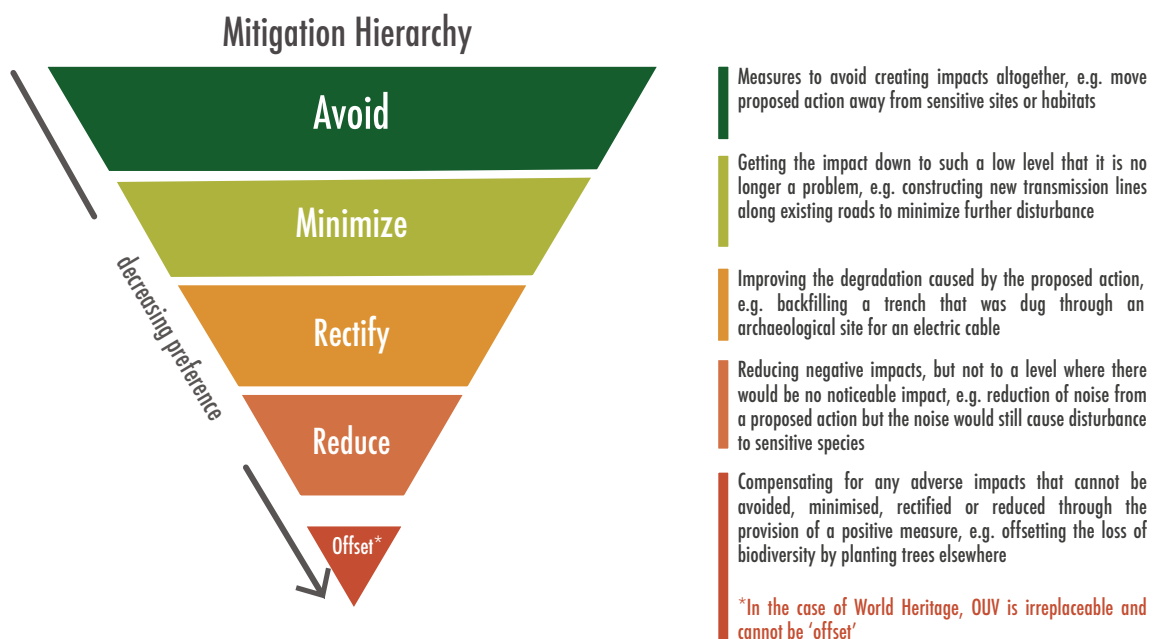 Mitigation Hierarchy
Avoid
Minimize
Rectify
Reduce
Offset*
decreasing preference
Measures to avoid creating impacts altogether, e.g. move
proposed action away from sensitive sites or habitats
Getting the impact down to such a low level that it is no
longer a problem, e.g. constructing new transmission lines
along existing roads to minimize further disturbance
Improving the degradation caused by the proposed action,
e.g. backfilling a trench that was dug through an
archaeological site for an electric cable
Reducing negative impacts, but not to a level where there
would be no noticeable impact, e.g. reduction of noise from
a proposed action but the noise would still cause disturbance
to sensitive species
Compensating for any adverse impacts that cannot be
avoided, minimised, rectified or reduced through the
provision of a positive measure, e.g. offsetting the loss of
biodiversity by planting trees elsewhere
*In the case of World Heritage, OUV is irreplaceable and
cannot be ‘offset’